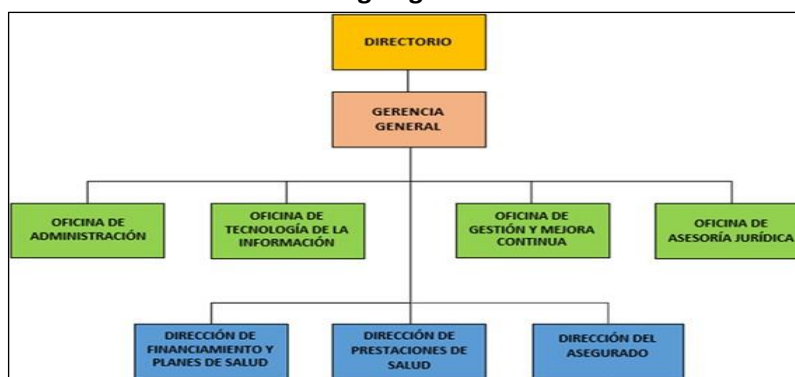 DIRECTORIO
GERENCIA
GENERAL
OFICINA DE
ADMINISTRACIÓN
OFICINA DE
TECNOLOGÍA DE LA
INFORMACIÓN
OFICINA DE
GESTIÓN Y MEJORA
CONTINUA
OFICINA DE
ASESORÍA JURÍDICA
DIRECCIÓN DE
FINANCIAMIENTO Y
PLANES DE SALUD
DIRECCIÓN DE
PRESTACIONES DE
SALUD
DIRECCIÓN DEL
ASEGURADO